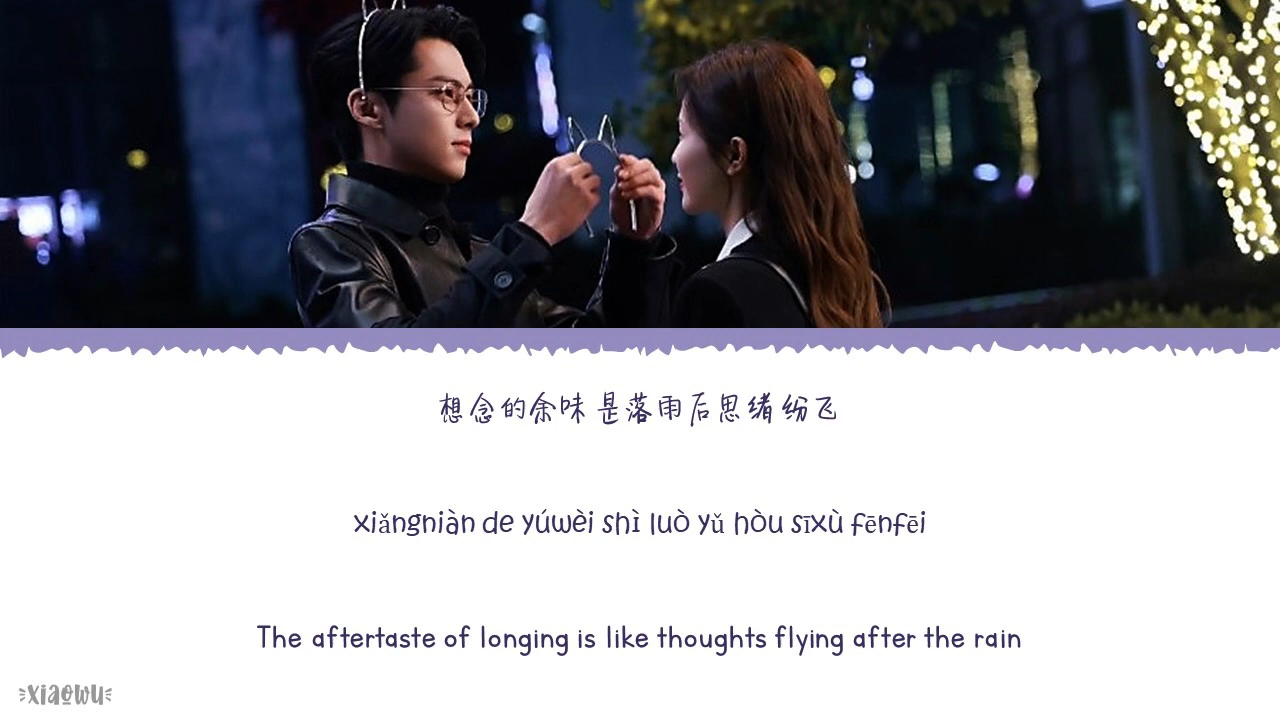 想念的余味 是落雨后思绪纷飞
xiǎngniàn de yúwèi shì luò yǔ hòu sīxù fēnfēi
The aftertaste of longing is like thoughts flying after the rain
xiaowu